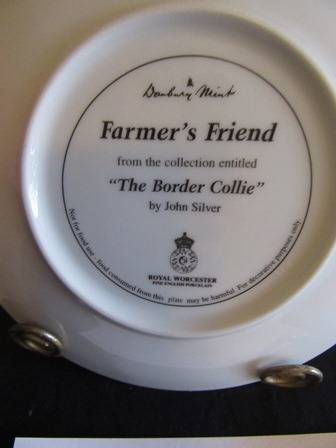 Danbury Mint
Farmer's Friend
from the collection entitled
"The Border Collie"
by John Silver
ROYAL WORCESTER
FINE ENGLISH PORCELAIN
Not for food use - food consumed from this plate may be harmful. For decorative purposes only.